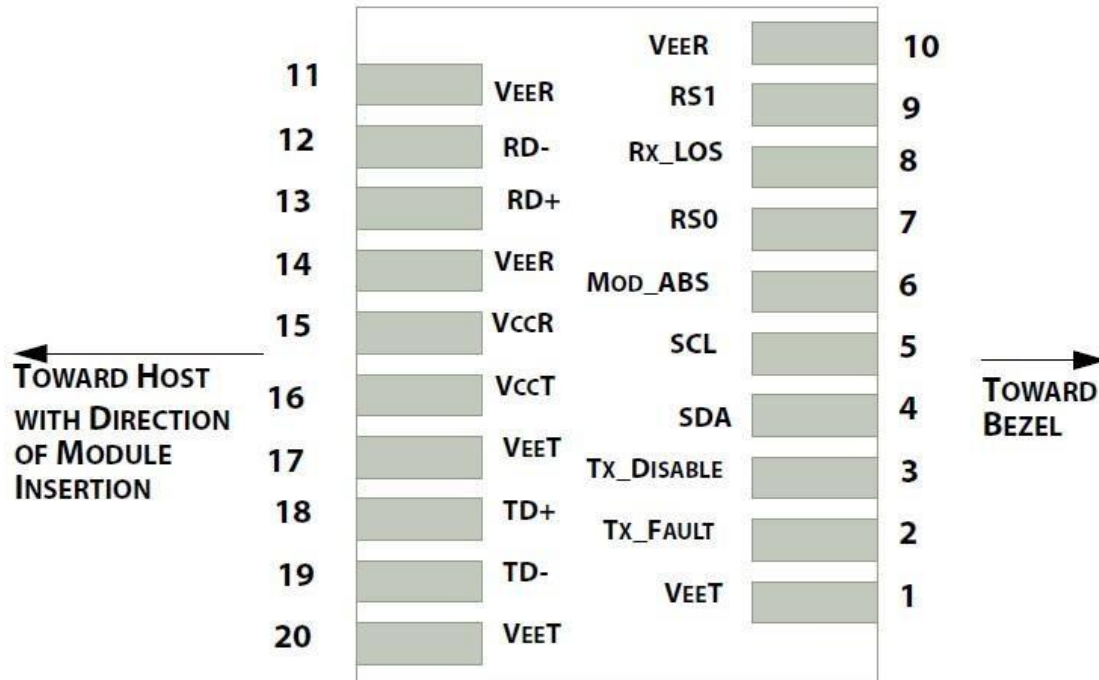 11 VEER
12 RD-
13 RD+
14 VEER
15 VCCR
16 VCCT
17 VEET
18 TD+
19 TD-
20 VEET
VEER 10
RS1 9
RX_LOS 8
RS0 7
MOD_ABS 6
SCL 5
SDA 4
TX_DISABLE 3
TX_FAULT 2
VEET 1
TOWARD HOST
WITH DIRECTION
OF MODULE
INSERTION
TOWARD
BEZEL